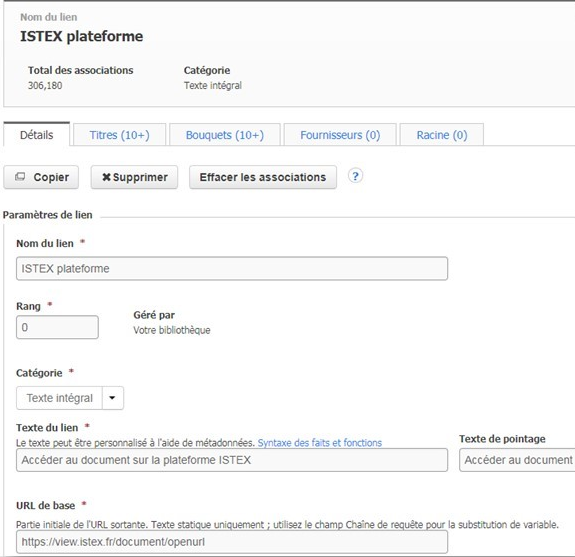 Nom du lien
ISTEX plateforme
Total des associations Catégorie
306,180 Texte intégral
Détails Titres (10+) Bouquets (10+) Fournisseurs (0) Racine (0)
Copier ✖Supprimer Effacer les associations ?
Paramètres de lien
Nom du lien *
ISTEX plateforme
Rang * Géré par
0 Votre bibliothèque
Catégorie *
Texte intégral
Texte du lien * Texte de pointage
Le texte peut être personnalisé à l'aide de métadonnées. Syntaxe des faits et fonctions
Accéder au document sur la plateforme ISTEX Accéder au document
URL de base *
Partie initiale de l'URL sortante. Texte statique uniquement ; utilisez le champ Chaîne de requête pour la substitution de variable.
https://view.istex.fr/document/openurl